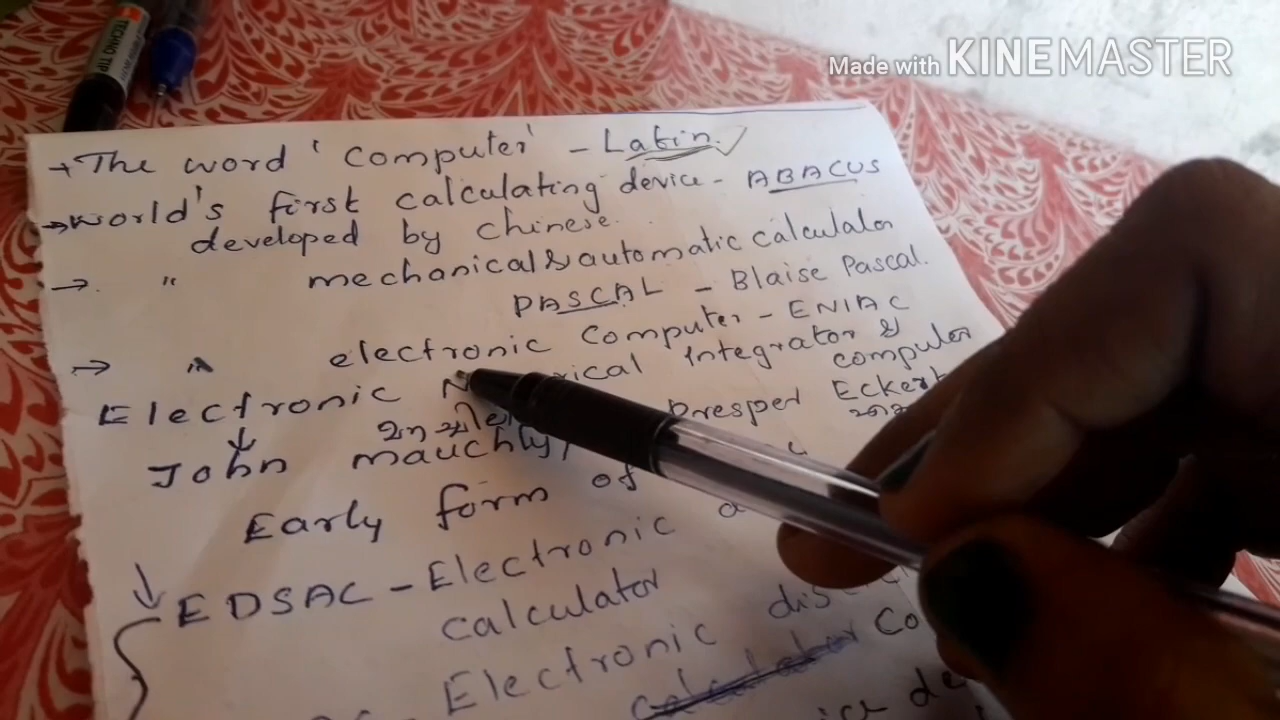 Made with KINEMASTER
TECHNO TIP
→ The word 'computer' - Latin. ✓
→ World's first calculating device - ABACUS
developed by chinese.
→ " mechanical & automatic calculator
PASCAL - Blaise Pascal.
→ " electronic computer - ENIAC
Electronic Integrator &
computer
John mauchly, Presper Eckert
Early form of
↓ EDSAC - Electronic
calculator
Electronic
calculator Co